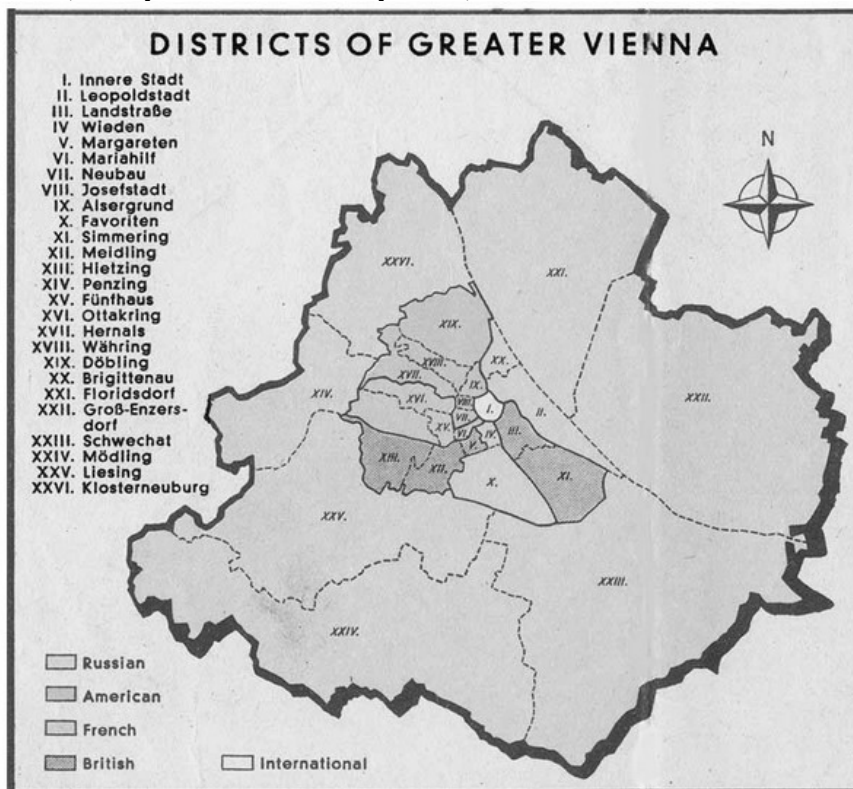 DISTRICTS OF GREATER VIENNA
I. Innere Stadt
II. Leopoldstadt
III. Landstraße
IV Wieden
V. Margareten
VI. Mariahilf
VII. Neubau
VIII. Josefstadt
IX. Alsergrund
X. Favoriten
XI. Simmering
XII. Meidling
XIII. Hietzing
XIV. Penzing
XV. Fünfhaus
XVI. Ottakring
XVII. Hernals
XVIII. Währing
XIX. Döbling
XX. Brigittenau
XXI. Floridsdorf
XXII. Groß-Enzers-
dorf
XXIII. Schwechat
XXIV. Mödling
XXV. Liesing
XXVI. Klosterneuburg
N
XXVI.
XXI.
XIX.
XVIII.
XX.
XVII.
IX.
XIV.
XVI.
VIII.
I.
XXII.
VII.
II.
XV.
III.
VI.
IV.
V.
XIII.
XII.
XI.
X.
XXV.
XXIII.
XXIV.
Russian
American
French
British
International